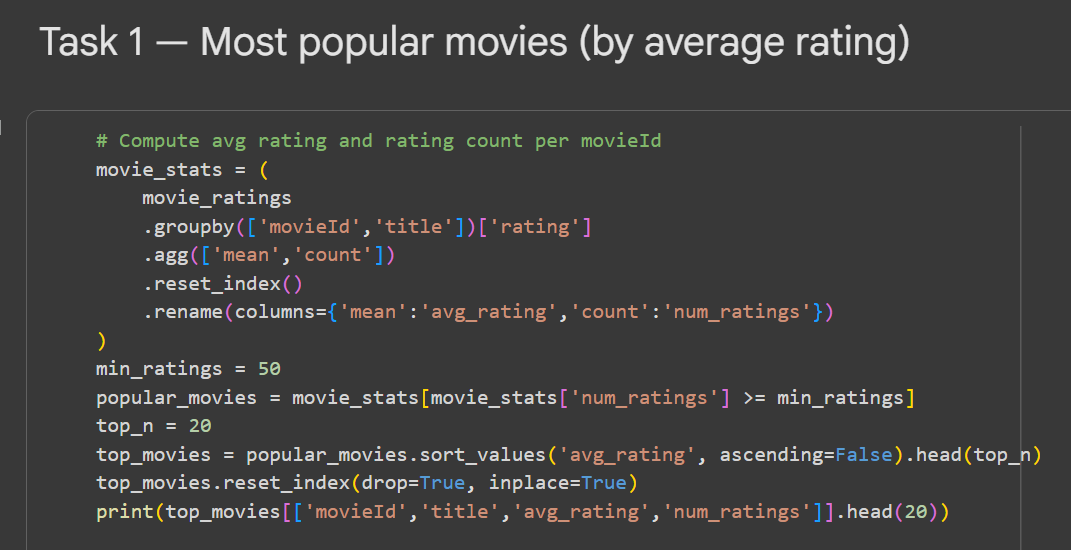 Task 1 — Most popular movies (by average rating)
# Compute avg rating and rating count per movieId
movie_stats = (
    movie_ratings
    .groupby(['movieId','title'])['rating']
    .agg(['mean','count'])
    .reset_index()
    .rename(columns={'mean':'avg_rating','count':'num_ratings'})
)
min_ratings = 50
popular_movies = movie_stats[movie_stats['num_ratings'] >= min_ratings]
top_n = 20
top_movies = popular_movies.sort_values('avg_rating', ascending=False).head(top_n)
top_movies.reset_index(drop=True, inplace=True)
print(top_movies[['movieId','title','avg_rating','num_ratings']].head(20))